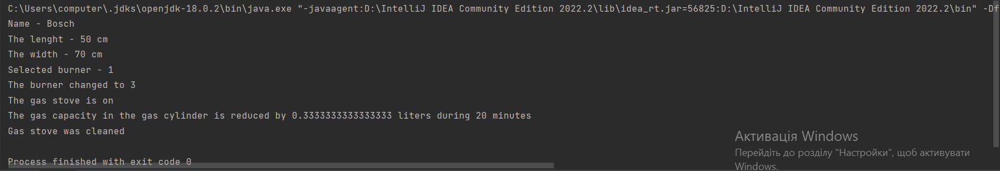 C:\Users\computer\.jdks\openjdk-18.0.2\bin\java.exe "-javaagent:D:\IntelliJ IDEA Community Edition 2022.2\lib\idea_rt.jar=56825:D:\IntelliJ IDEA Community Edition 2022.2\bin" -Df
Name - Bosch
The lenght - 50 cm
The width - 70 cm
Selected burner - 1
The burner changed to 3
The gas stove is on
The gas capacity in the gas cylinder is reduced by 0.3333333333333333 liters during 20 minutes
Gas stove was cleaned
Process finished with exit code 0
Активація Windows
Перейдіть до розділу "Настройки", щоб активувати
Windows.